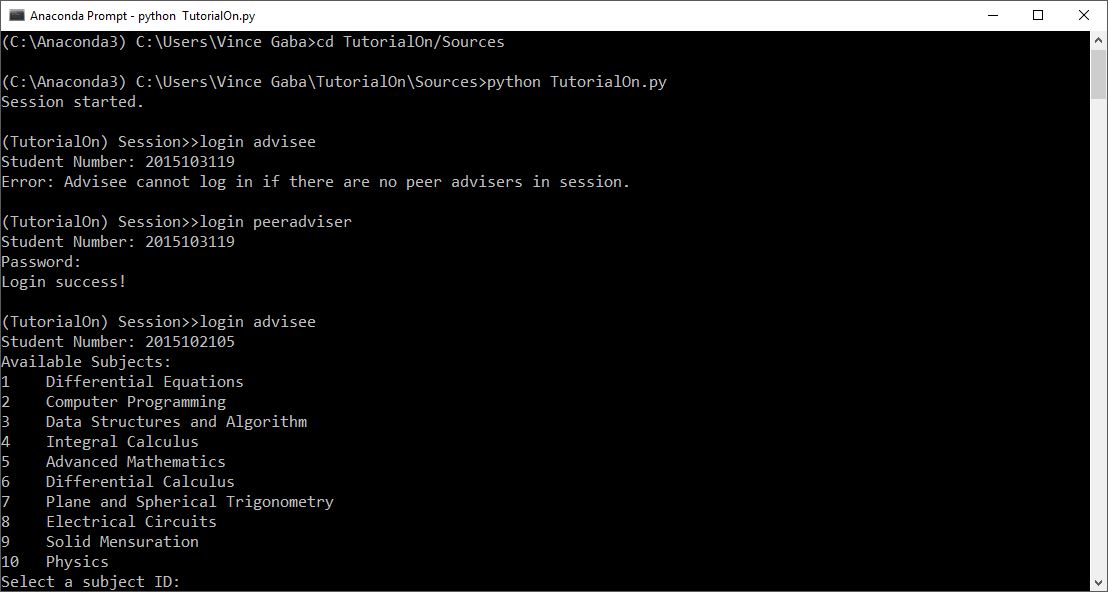 Anaconda Prompt - python  TutorialOn.py
(C:\Anaconda3) C:\Users\Vince Gaba>cd TutorialOn/Sources
(C:\Anaconda3) C:\Users\Vince Gaba\TutorialOn\Sources>python TutorialOn.py
Session started.
(TutorialOn) Session>>login advisee
Student Number: 2015103119
Error: Advisee cannot log in if there are no peer advisers in session.
(TutorialOn) Session>>login peeradviser
Student Number: 2015103119
Password:
Login success!
(TutorialOn) Session>>login advisee
Student Number: 2015102105
Available Subjects:
1    Differential Equations
2    Computer Programming
3    Data Structures and Algorithm
4    Integral Calculus
5    Advanced Mathematics
6    Differential Calculus
7    Plane and Spherical Trigonometry
8    Electrical Circuits
9    Solid Mensuration
10   Physics
Select a subject ID: